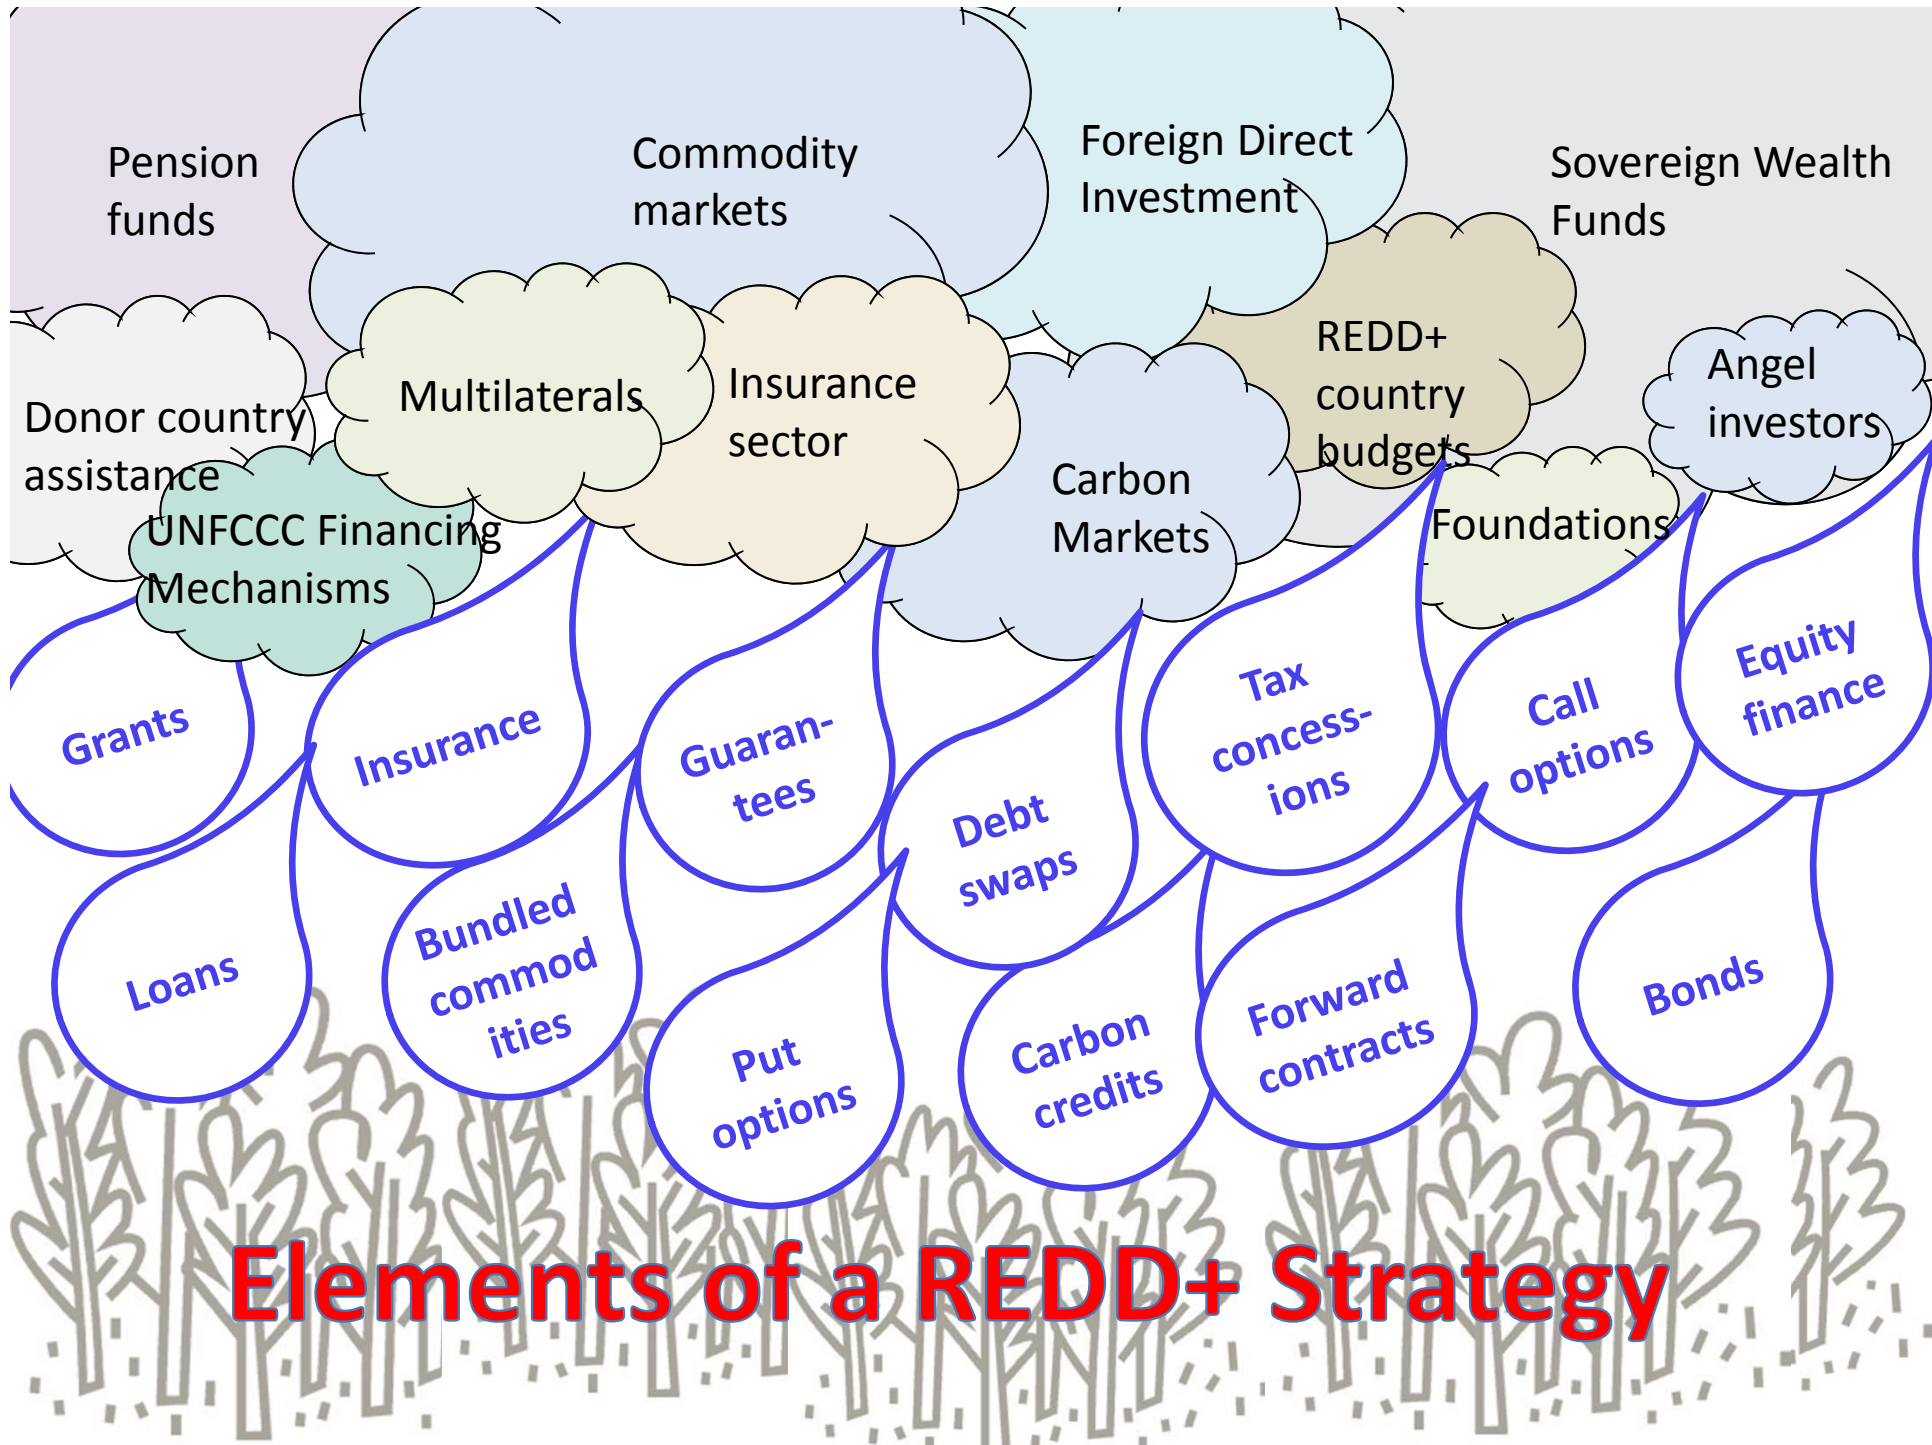 Pension
funds
Commodity
markets
Foreign Direct
Investment
Sovereign Wealth
Funds
Donor country
assistance
Multilaterals
Insurance
sector
REDD+
country
budgets
Angel
investors
UNFCCC Financing
Mechanisms
Carbon
Markets
Foundations
Grants
Insurance
Guaran-
tees
Debt
swaps
Tax
concess-
ions
Call
options
Equity
finance
Loans
Bundled
commod
ities
Put
options
Carbon
credits
Forward
contracts
Bonds
Elements of a REDD+ Strategy